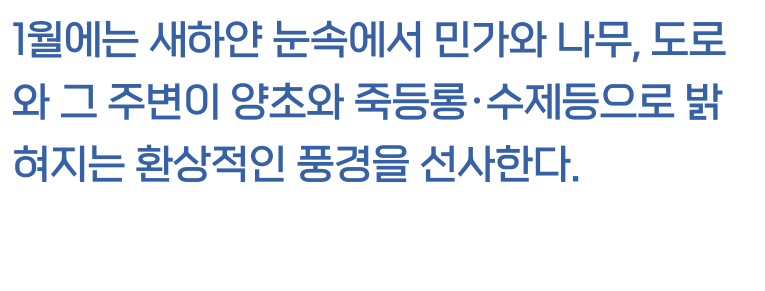 1월에는 새하얀 눈속에서 민가와 나무, 도로
와 그 주변이 양초와 죽등롱·수제등으로 밝
혀지는 환상적인 풍경을 선사한다.